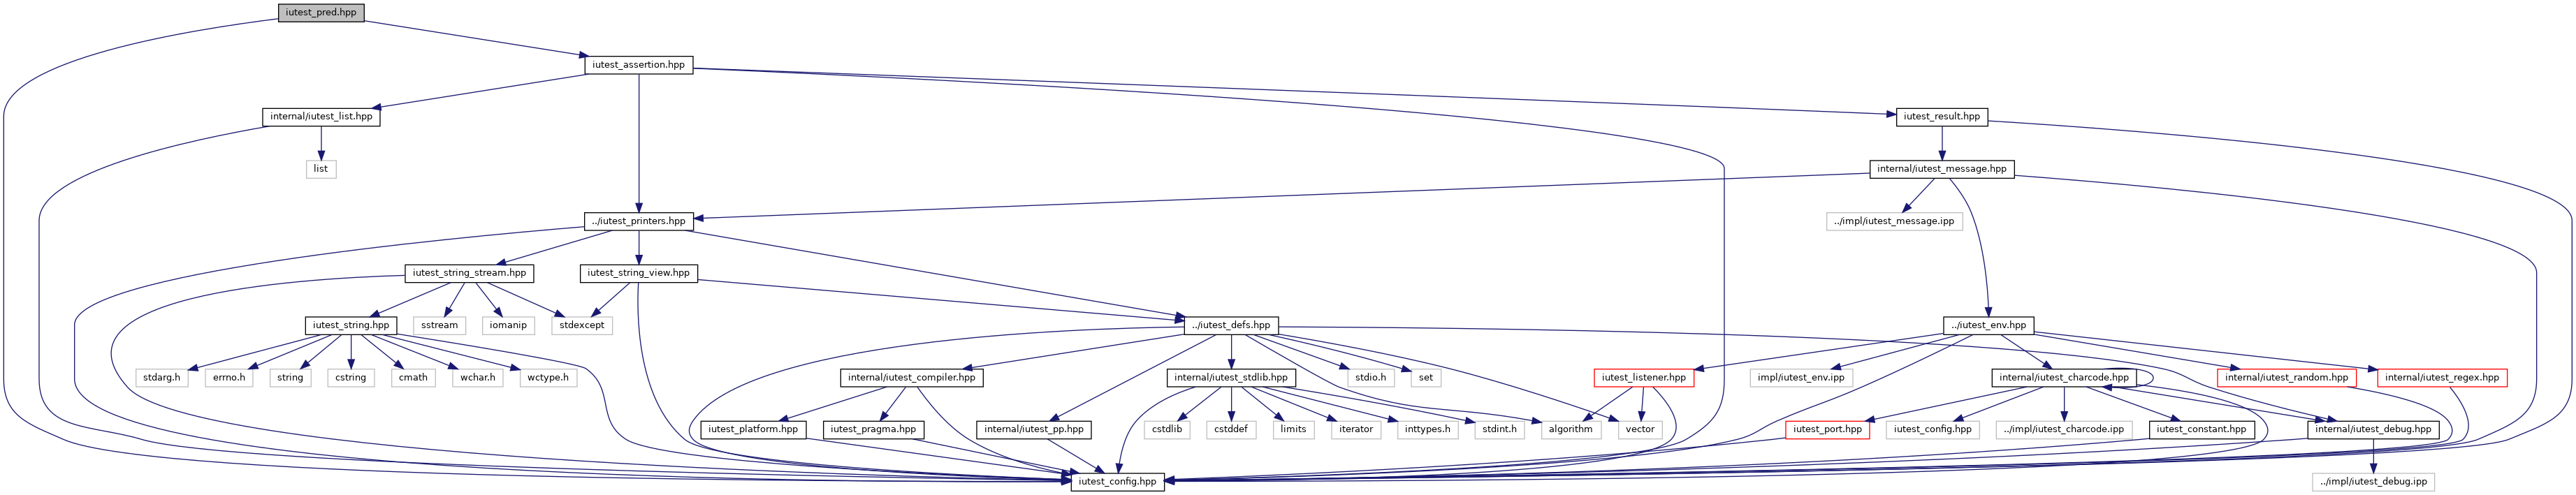 iutest_pred.hpp
iutest_assertion.hpp
internal/iutest_list.hpp
iutest_result.hpp
list
internal/iutest_message.hpp
../iutest_printers.hpp
../impl/iutest_message.ipp
iutest_string_stream.hpp
iutest_string_view.hpp
iutest_string.hpp
sstream
iomanip
stdexcept
../iutest_defs.hpp
../iutest_env.hpp
stdarg.h
errno.h
string
cstring
cmath
wchar.h
wctype.h
internal/iutest_compiler.hpp
internal/iutest_stdlib.hpp
stdio.h
set
iutest_listener.hpp
impl/iutest_env.ipp
internal/iutest_charcode.hpp
internal/iutest_random.hpp
internal/iutest_regex.hpp
iutest_platform.hpp
iutest_pragma.hpp
internal/iutest_pp.hpp
cstdlib
cstddef
limits
iterator
inttypes.h
stdint.h
algorithm
vector
iutest_port.hpp
iutest_config.hpp
../impl/iutest_charcode.ipp
iutest_constant.hpp
internal/iutest_debug.hpp
iutest_config.hpp
../impl/iutest_debug.ipp